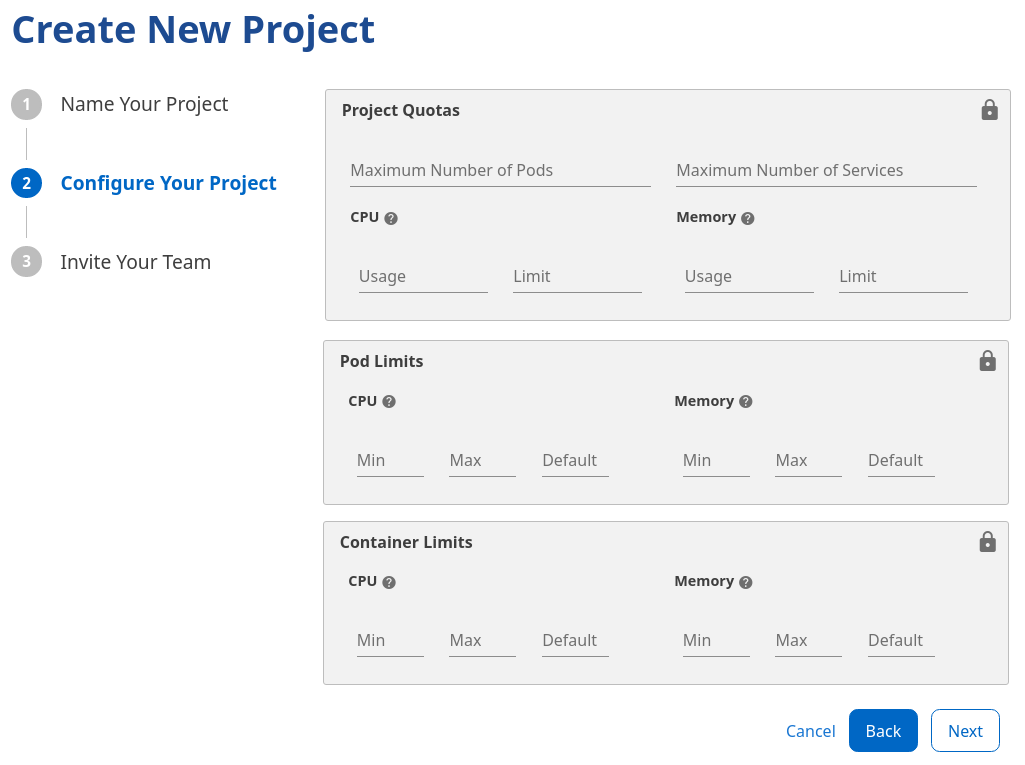 Create New Project
1 Name Your Project
2 Configure Your Project
3 Invite Your Team
Project Quotas
Maximum Number of Pods Maximum Number of Services
CPU ? Memory ?
Usage Limit Usage Limit
Pod Limits
CPU ? Memory ?
Min Max Default Min Max Default
Container Limits
CPU ? Memory ?
Min Max Default Min Max Default
Cancel Back Next